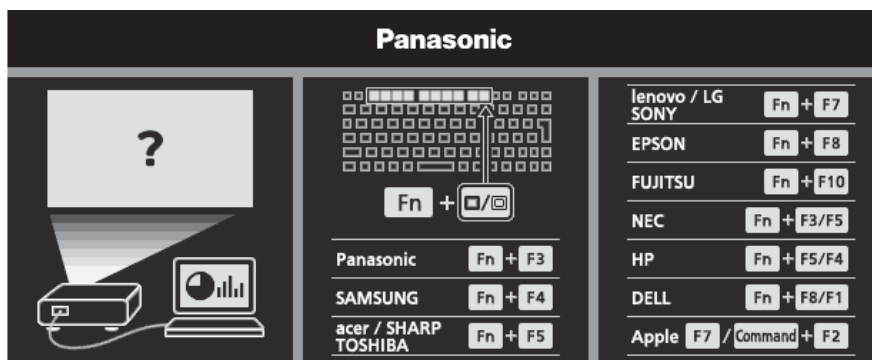 Panasonic
?
Fn + □/回
Panasonic Fn + F3
SAMSUNG Fn + F4
acer / SHARP
TOSHIBA Fn + F5
lenovo / LG
SONY Fn + F7
EPSON Fn + F8
FUJITSU Fn + F10
NEC Fn + F3/F5
HP Fn + F5/F4
DELL Fn + F8/F1
Apple F7 / Command + F2